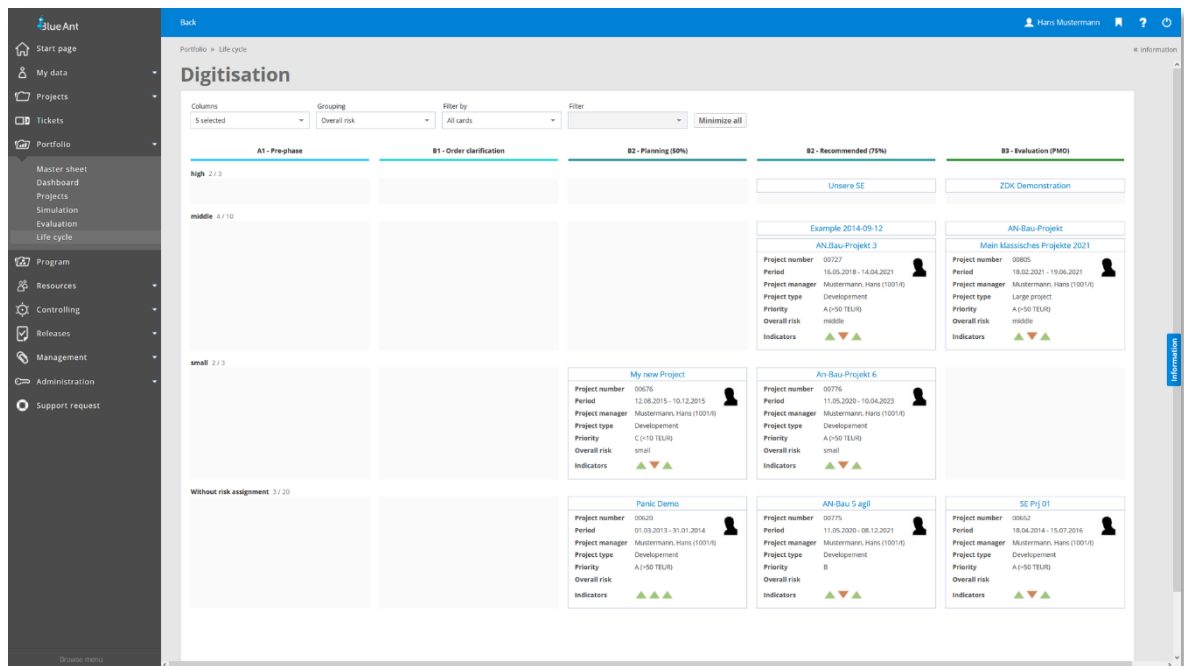 Blue Ant
Back
Hans Mustermann
?
Start page
My data
Projects
Tickets
Portfolio
Master sheet
Dashboard
Projects
Simulation
Evaluation
Life cycle
Program
Resources
Controlling
Releases
Management
Administration
Support request
Browse menu
Portfolio » Life cycle
« Information
Digitisation
Columns Grouping Filter by Filter
5 selected Overall risk All cards Minimize all
A1 - Pre-phase B1 - Order clarification B2 - Planning (50%) B2 - Recommended (75%) B3 - Evaluation (PMO)
high 2 / 3
Unsere SE ZDK Demonstration
middle 4 / 10
Example 2014-09-12 AN-Bau-Projekt
AN.Bau-Projekt 3
Project number 00727
Period 16.05.2018 - 14.04.2021
Project manager Mustermann, Hans (1001/I)
Project type Developement
Priority A (>50 TEUR)
Overall risk middle
Indicators
Mein klassisches Projekte 2021
Project number 00805
Period 18.02.2021 - 19.06.2021
Project manager Mustermann, Hans (1001/I)
Project type Large project
Priority A (>50 TEUR)
Overall risk middle
Indicators
Information
small 2 / 3
My new Project
Project number 00676
Period 12.08.2015 - 10.12.2015
Project manager Mustermann, Hans (1001/I)
Project type Developement
Priority C (<10 TEUR)
Overall risk small
Indicators
An-Bau-Projekt 6
Project number 00776
Period 11.05.2020 - 10.04.2023
Project manager Mustermann, Hans (1001/I)
Project type Developement
Priority A (>50 TEUR)
Overall risk small
Indicators
Without risk assignment 3 / 20
Panic Demo
Project number 00620
Period 01.03.2013 - 31.01.2014
Project manager Mustermann, Hans (1001/I)
Project type Developement
Priority A (>50 TEUR)
Overall risk
Indicators
AN-Bau 5 agil
Project number 00775
Period 11.05.2020 - 08.12.2021
Project manager Mustermann, Hans (1001/I)
Project type Developement
Priority B
Overall risk
Indicators
SE Prj 01
Project number 00652
Period 18.04.2014 - 15.07.2016
Project manager Mustermann, Hans (1001/I)
Project type Developement
Priority A (>50 TEUR)
Overall risk
Indicators